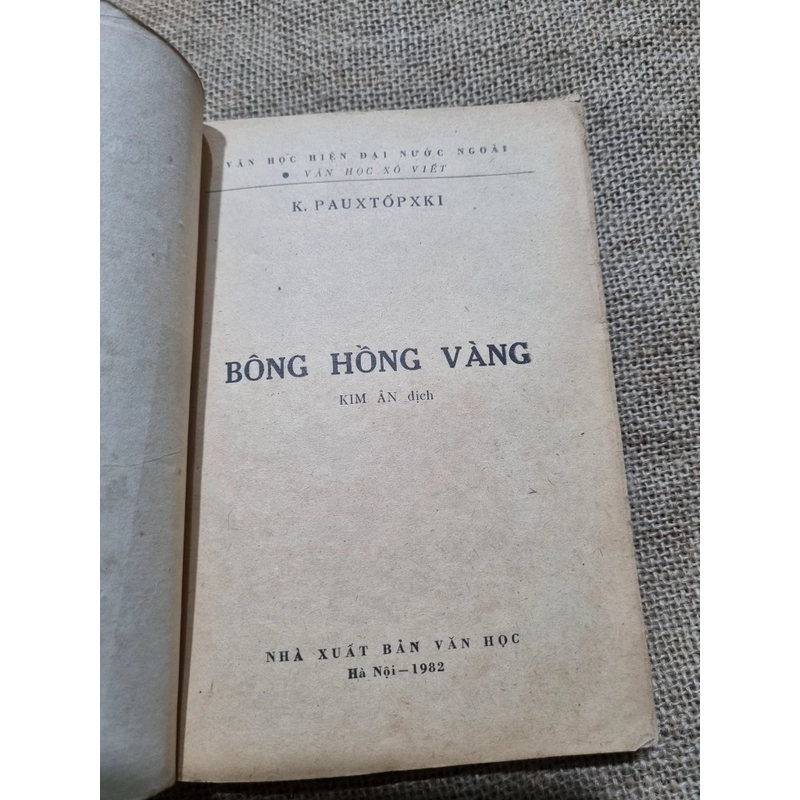 VĂN HỌC HIỆN ĐẠI NƯỚC NGOÀI
● VĂN HỌC XÔ VIẾT
K. PAUXTỐPXKI
BÔNG HỒNG VÀNG
KIM ÂN dịch
NHÀ XUẤT BẢN VĂN HỌC
Hà Nội — 1982